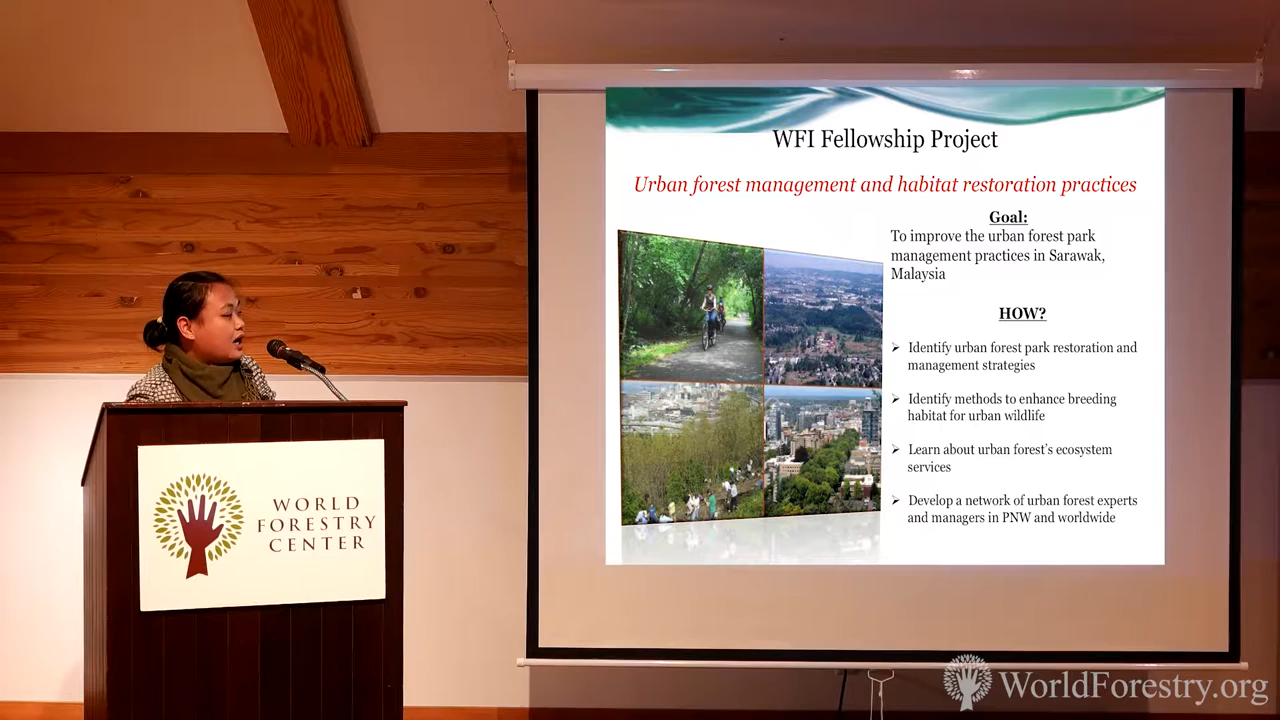 WFI Fellowship Project
Urban forest management and habitat restoration practices
Goal:
To improve the urban forest park
management practices in Sarawak,
Malaysia
HOW?
➢ Identify urban forest park restoration and
management strategies
➢ Identify methods to enhance breeding
habitat for urban wildlife
➢ Learn about urban forest's ecosystem
services
➢ Develop a network of urban forest experts
and managers in PNW and worldwide
WORLD
FORESTRY
CENTER
WorldForestry.org